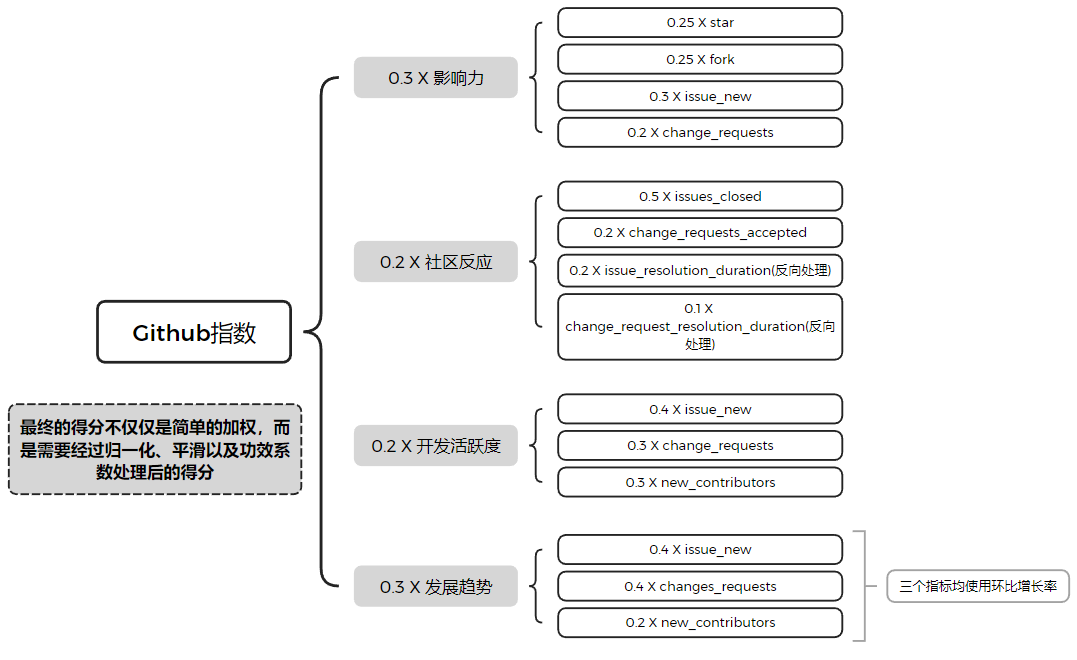 Github指数
最终的得分不仅仅是简单的加权，而
是需要经过归一化、平滑以及功效系
数处理后的得分
0.3 X 影响力
0.25 X star
0.25 X fork
0.3 X issue_new
0.2 X change_requests
0.2 X 社区反应
0.5 X issues_closed
0.2 X change_requests_accepted
0.2 X issue_resolution_duration(反向处理)
0.1 X
change_request_resolution_duration(反向
处理)
0.2 X 开发活跃度
0.4 X issue_new
0.3 X change_requests
0.3 X new_contributors
0.3 X 发展趋势
0.4 X issue_new
0.4 X changes_requests
0.2 X new_contributors
三个指标均使用环比增长率